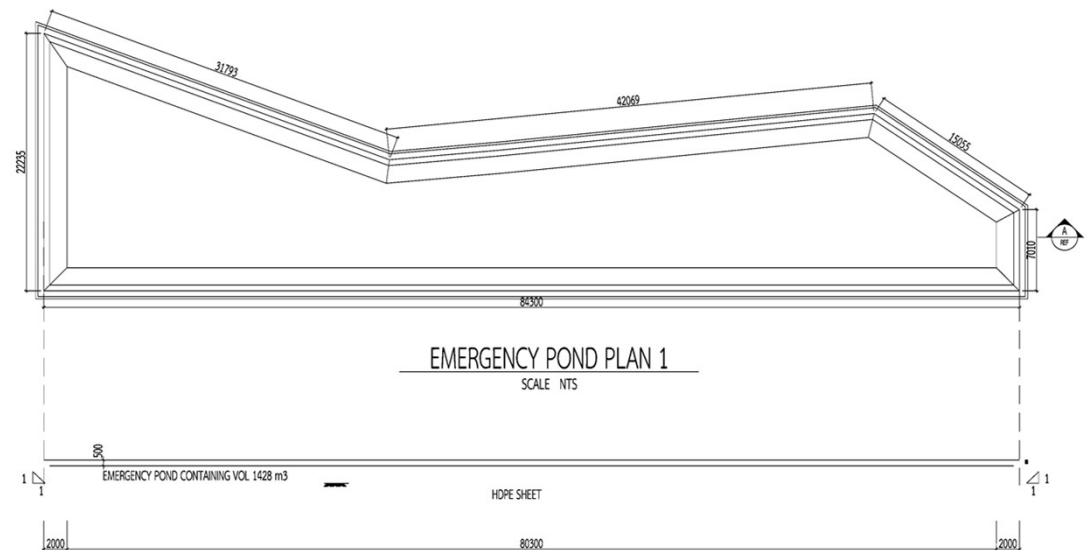 31793
42069
15055
22235
A
REF
7010
84300
EMERGENCY POND PLAN 1
SCALE NTS
500
EMERGENCY POND CONTAINING VOL 1428 m3
1
1
1
1
HDPE SHEET
2000
80300
2000